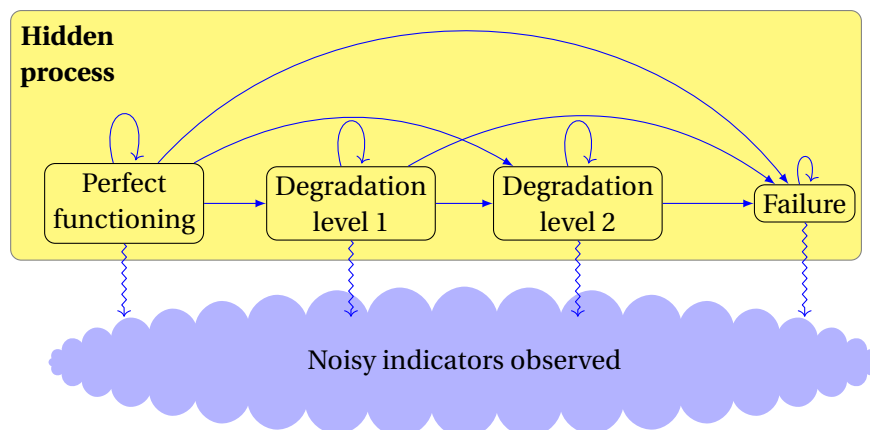 Hidden
process
Perfect
functioning
Degradation
level 1
Degradation
level 2
Failure
Noisy indicators observed